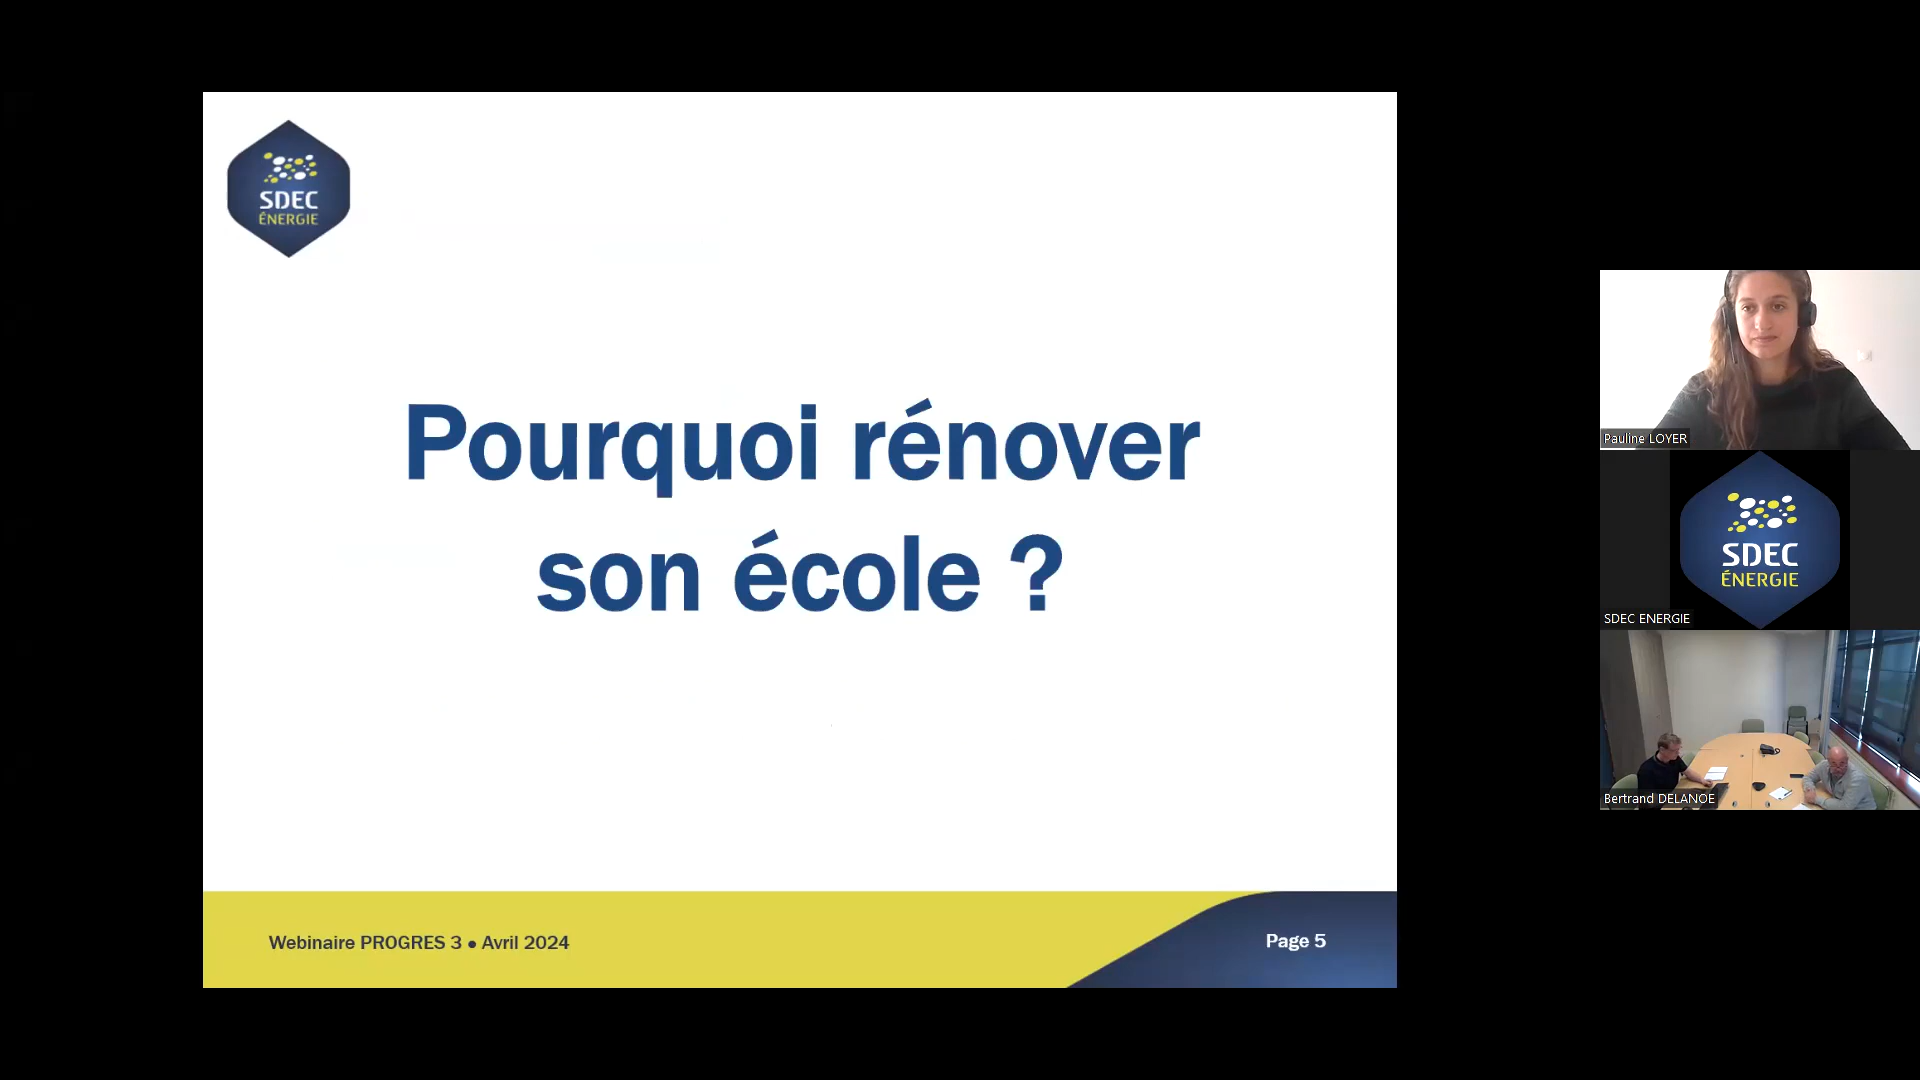 SDEC
ÉNERGIE
Pourquoi rénover
son école ?
Webinaire PROGRES 3 ● Avril 2024
Page 5
Pauline LOYER
SDEC
ÉNERGIE
SDEC ENERGIE
Bertrand DELANOE